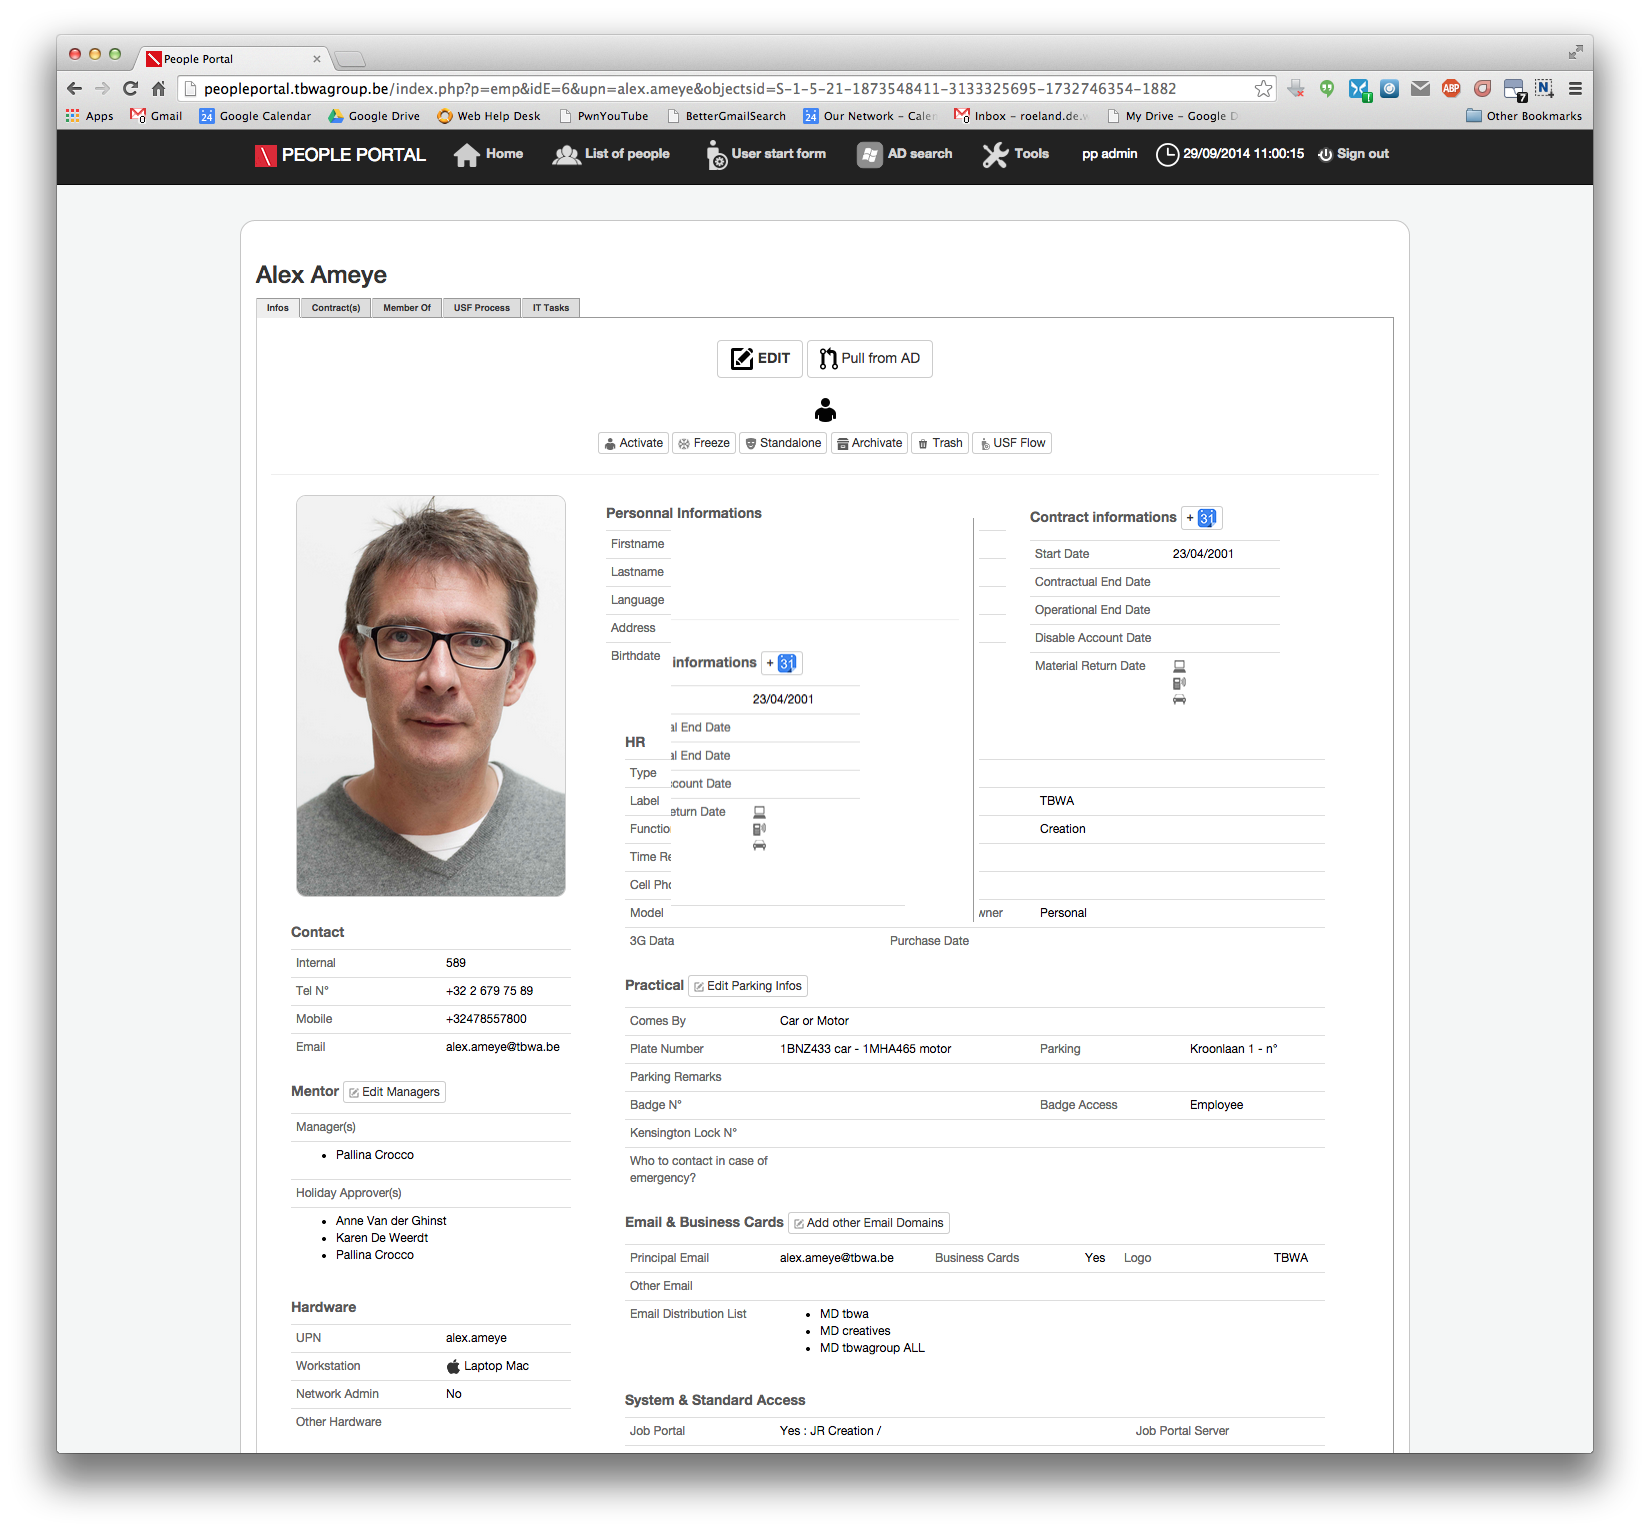 People Portal
peopleportal.tbwagroup.be/index.php?p=emp&idE=6&upn=alex.ameye&objectsid=S-1-5-21-1873548411-3133325695-1732746354-1882
Apps Gmail Google Calendar Google Drive Web Help Desk PwnYouTube BetterGmailSearch Our Network – Calen Inbox – roeland.de. My Drive – Google D Other Bookmarks
PEOPLE PORTAL Home List of people User start form AD search Tools pp admin 29/09/2014 11:00:15 Sign out
Alex Ameye
Infos Contract(s) Member Of USF Process IT Tasks
EDIT Pull from AD
Activate Freeze Standalone Archivate Trash USF Flow
Personnal Informations
Firstname
Lastname
Language
Address
Birthdate
informations + 31
23/04/2001
al End Date
al End Date
count Date
eturn Date
Contract informations + 31
Start Date 23/04/2001
Contractual End Date
Operational End Date
Disable Account Date
Material Return Date
HR
Type
Label TBWA
Functio Creation
Time Re
Cell Pho
Model wner Personal
3G Data Purchase Date
Contact
Internal 589
Tel N° +32 2 679 75 89
Mobile +32478557800
Email alex.ameye@tbwa.be
Mentor Edit Managers
Manager(s)
• Pallina Crocco
Holiday Approver(s)
• Anne Van der Ghinst
• Karen De Weerdt
• Pallina Crocco
Hardware
UPN alex.ameye
Workstation Laptop Mac
Network Admin No
Other Hardware
Practical Edit Parking Infos
Comes By Car or Motor
Plate Number 1BNZ433 car - 1MHA465 motor Parking Kroonlaan 1 - n°
Parking Remarks
Badge N° Badge Access Employee
Kensington Lock N°
Who to contact in case of
emergency?
Email & Business Cards Add other Email Domains
Principal Email alex.ameye@tbwa.be Business Cards Yes Logo TBWA
Other Email
Email Distribution List • MD tbwa
• MD creatives
• MD tbwagroup ALL
System & Standard Access
Job Portal Yes : JR Creation / Job Portal Server